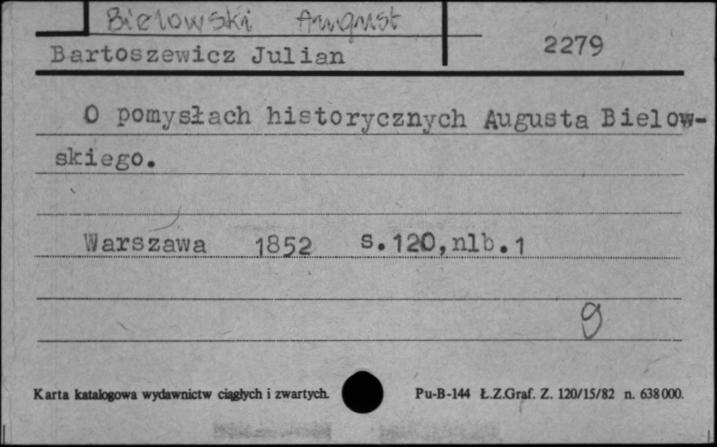 Bielowski August
Bartoszewicz Julian 2279
O pomysłach historycznych Augusta Bielow-
skiego.
Warszawa 1852 s.120,nlb.1
9
Karta katalogowa wydawnictw ciągłych i zwartych. Pu-B-144 Ł.Z.Graf. Z. 120/15/82 n. 638000.